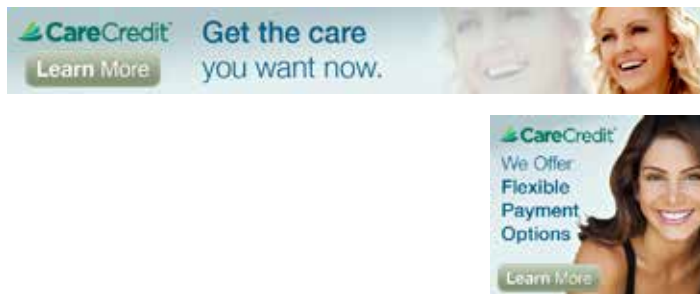 CareCredit
Learn More
Get the care
you want now.
CareCredit
We Offer
Flexible
Payment
Options
Learn More